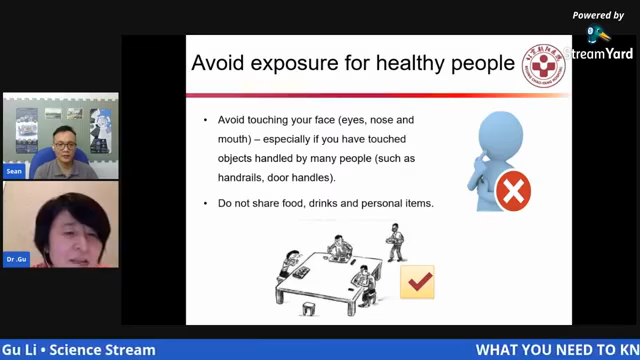 Powered by
StreamYard
Avoid exposure for healthy people
• Avoid touching your face (eyes, nose and
mouth) – especially if you have touched
objects handled by many people (such as
handrails, door handles).
• Do not share food, drinks and personal items.
Sean
Dr .Gu
Gu Li • Science Stream
WHAT YOU NEED TO KN